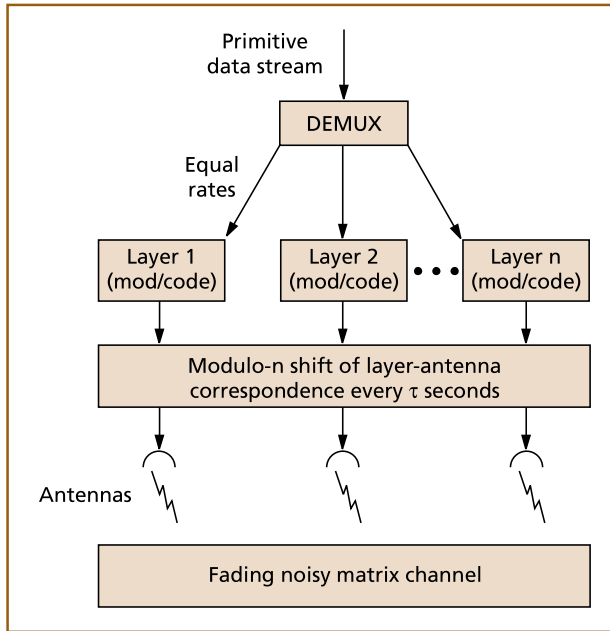 Primitive
data stream
DEMUX
Equal
rates
Layer 1
(mod/code)
Layer 2
(mod/code)
Layer n
(mod/code)
Modulo-n shift of layer-antenna
correspondence every τ seconds
Antennas
Fading noisy matrix channel